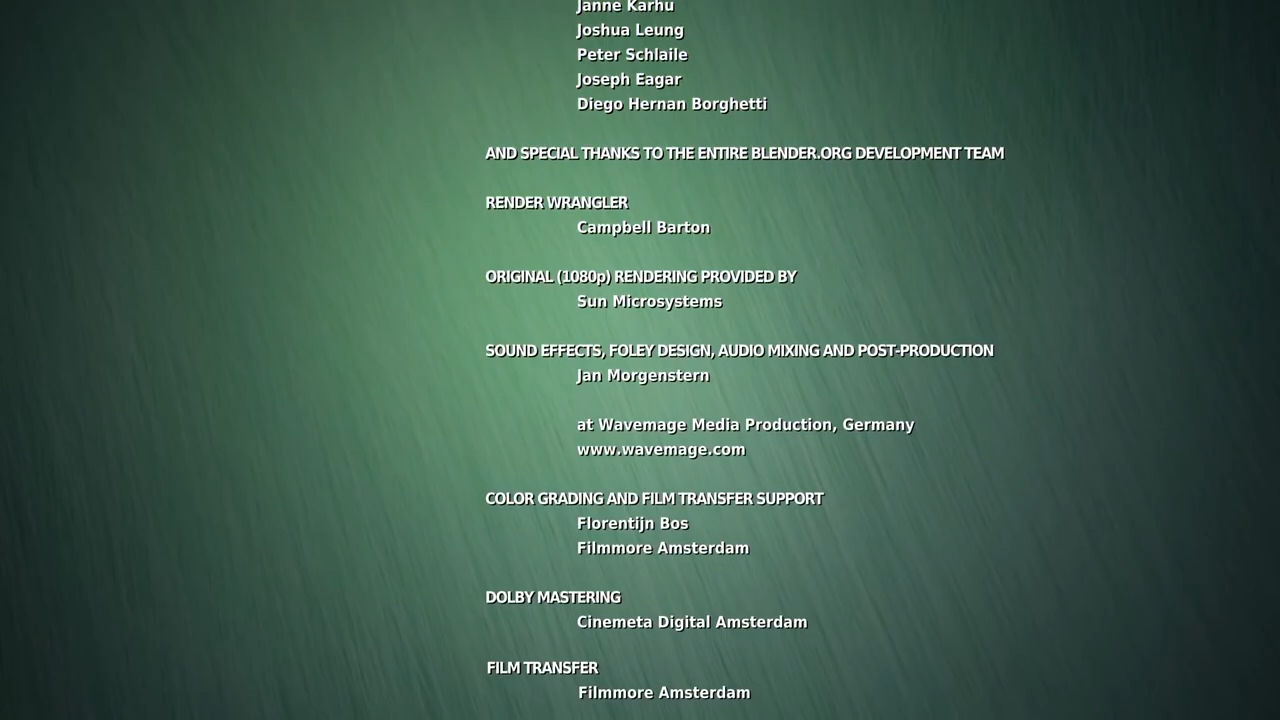 Janne Karhu
Joshua Leung
Peter Schlaile
Joseph Eagar
Diego Hernan Borghetti
AND SPECIAL THANKS TO THE ENTIRE BLENDER.ORG DEVELOPMENT TEAM
RENDER WRANGLER
Campbell Barton
ORIGINAL (1080p) RENDERING PROVIDED BY
Sun Microsystems
SOUND EFFECTS, FOLEY DESIGN, AUDIO MIXING AND POST-PRODUCTION
Jan Morgenstern
at Wavemage Media Production, Germany
www.wavemage.com
COLOR GRADING AND FILM TRANSFER SUPPORT
Florentijn Bos
Filmmore Amsterdam
DOLBY MASTERING
Cinemeta Digital Amsterdam
FILM TRANSFER
Filmmore Amsterdam